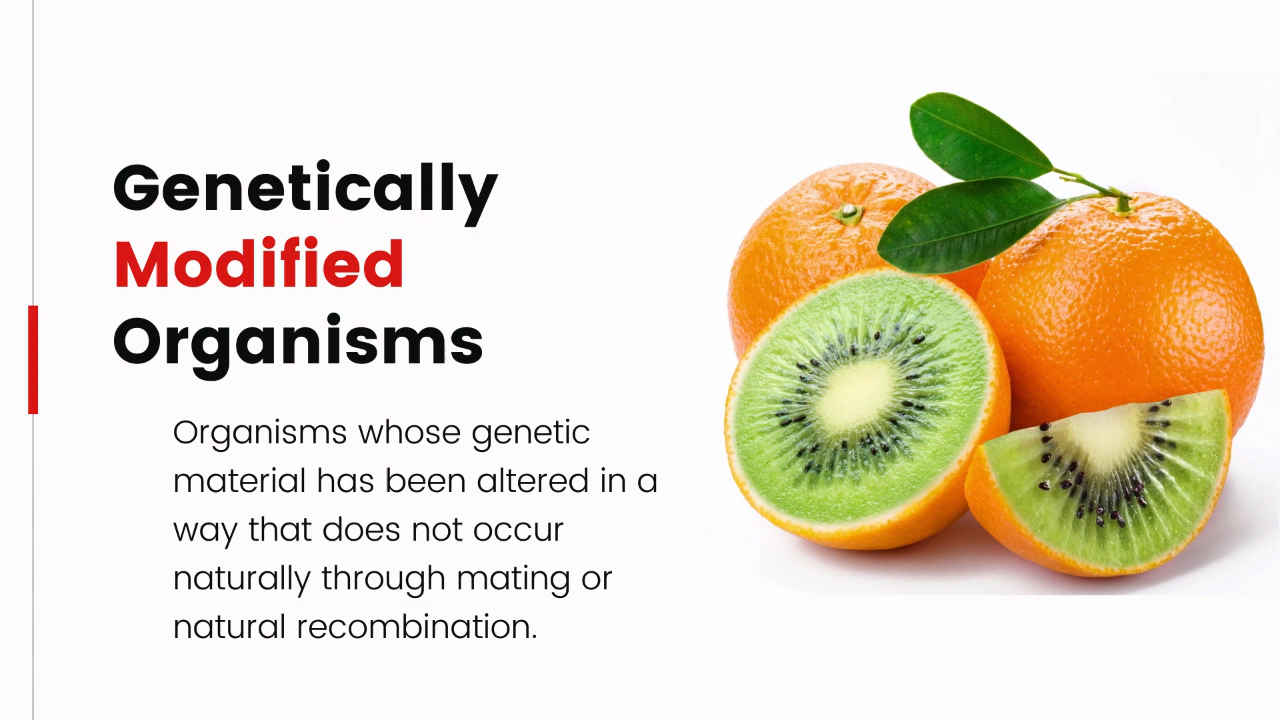 Genetically
Modified
Organisms
Organisms whose genetic
material has been altered in a
way that does not occur
naturally through mating or
natural recombination.